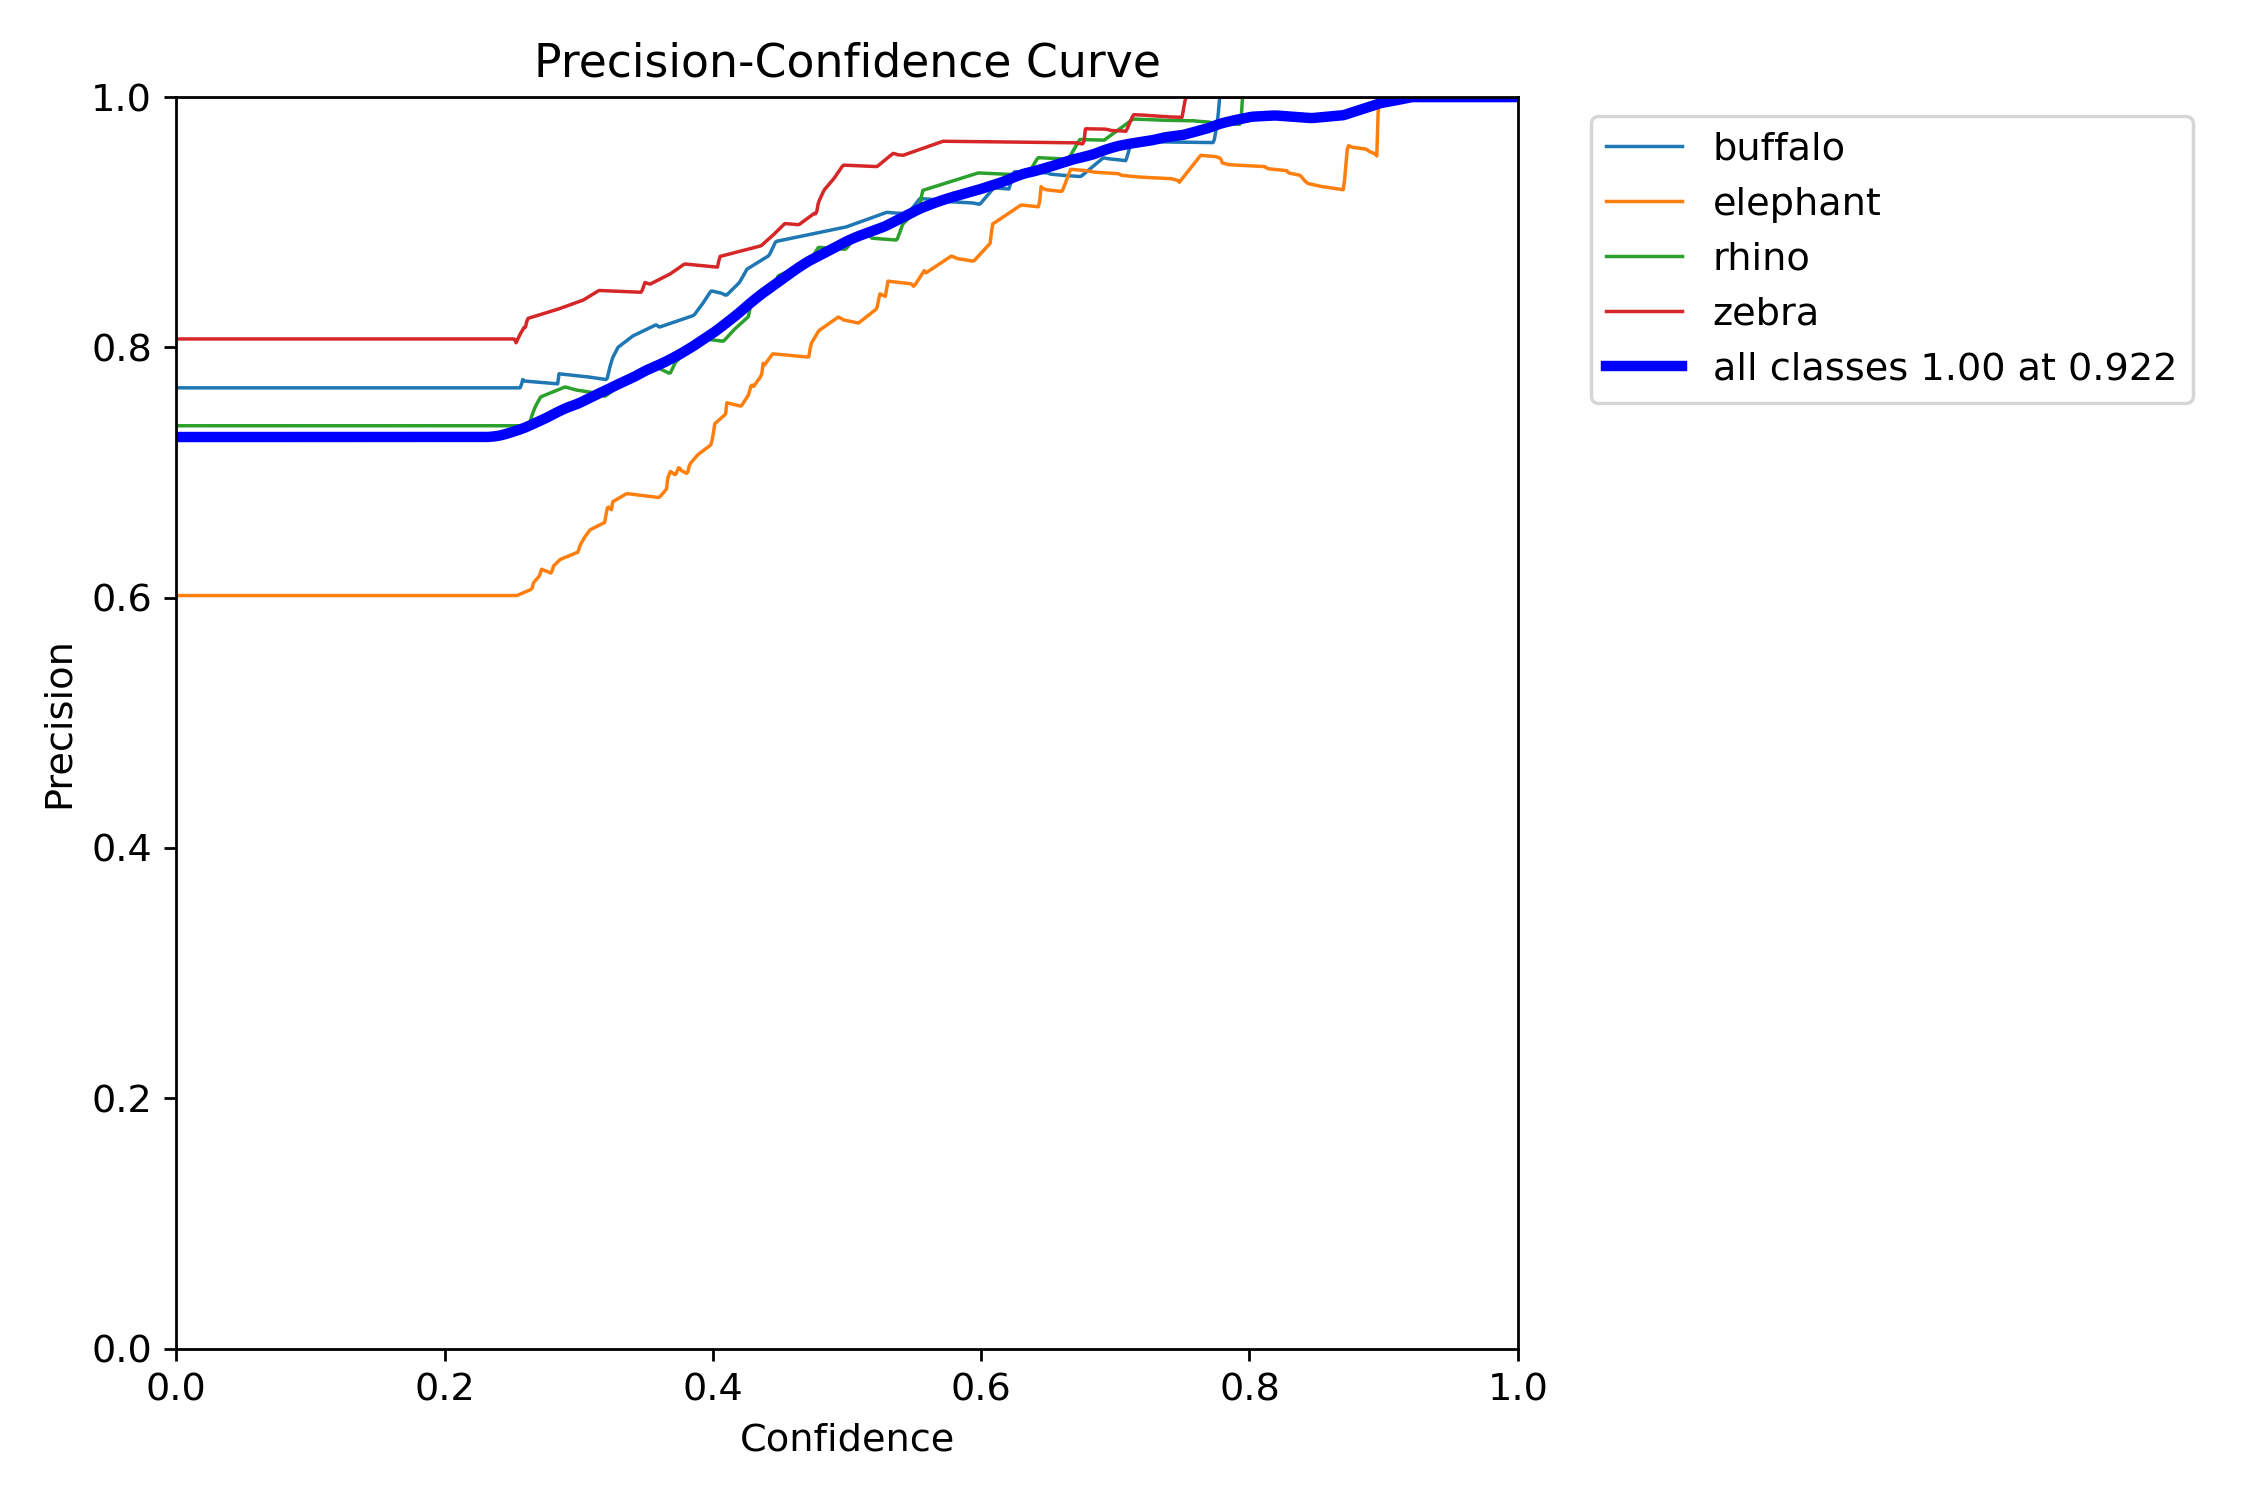 Precision-Confidence Curve
1.0
0.8
0.6
0.4
0.2
0.0
Precision
0.0 0.2 0.4 0.6 0.8 1.0
Confidence
buffalo
elephant
rhino
zebra
all classes 1.00 at 0.922